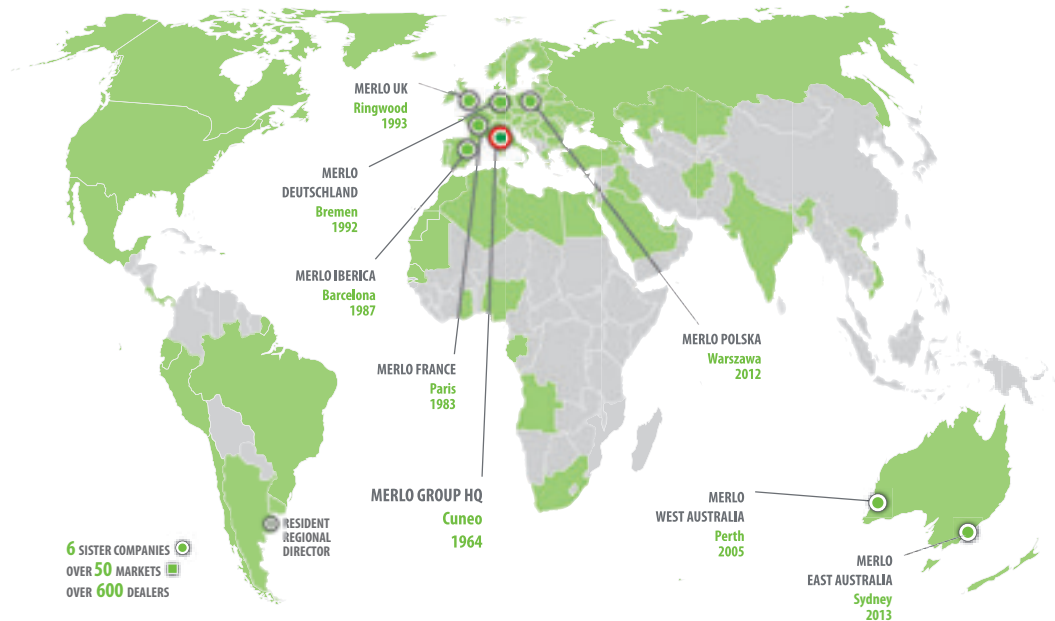 MERLO UK
Ringwood
1993
MERLO
DEUTSCHLAND
Bremen
1992
MERLO IBERICA
Barcelona
1987
MERLO FRANCE
Paris
1983
MERLO GROUP HQ
Cuneo
1964
MERLO POLSKA
Warszawa
2012
MERLO
WEST AUSTRALIA
Perth
2005
MERLO
EAST AUSTRALIA
Sydney
2013
RESIDENT
REGIONAL
DIRECTOR
6 SISTER COMPANIES
OVER 50 MARKETS
OVER 600 DEALERS